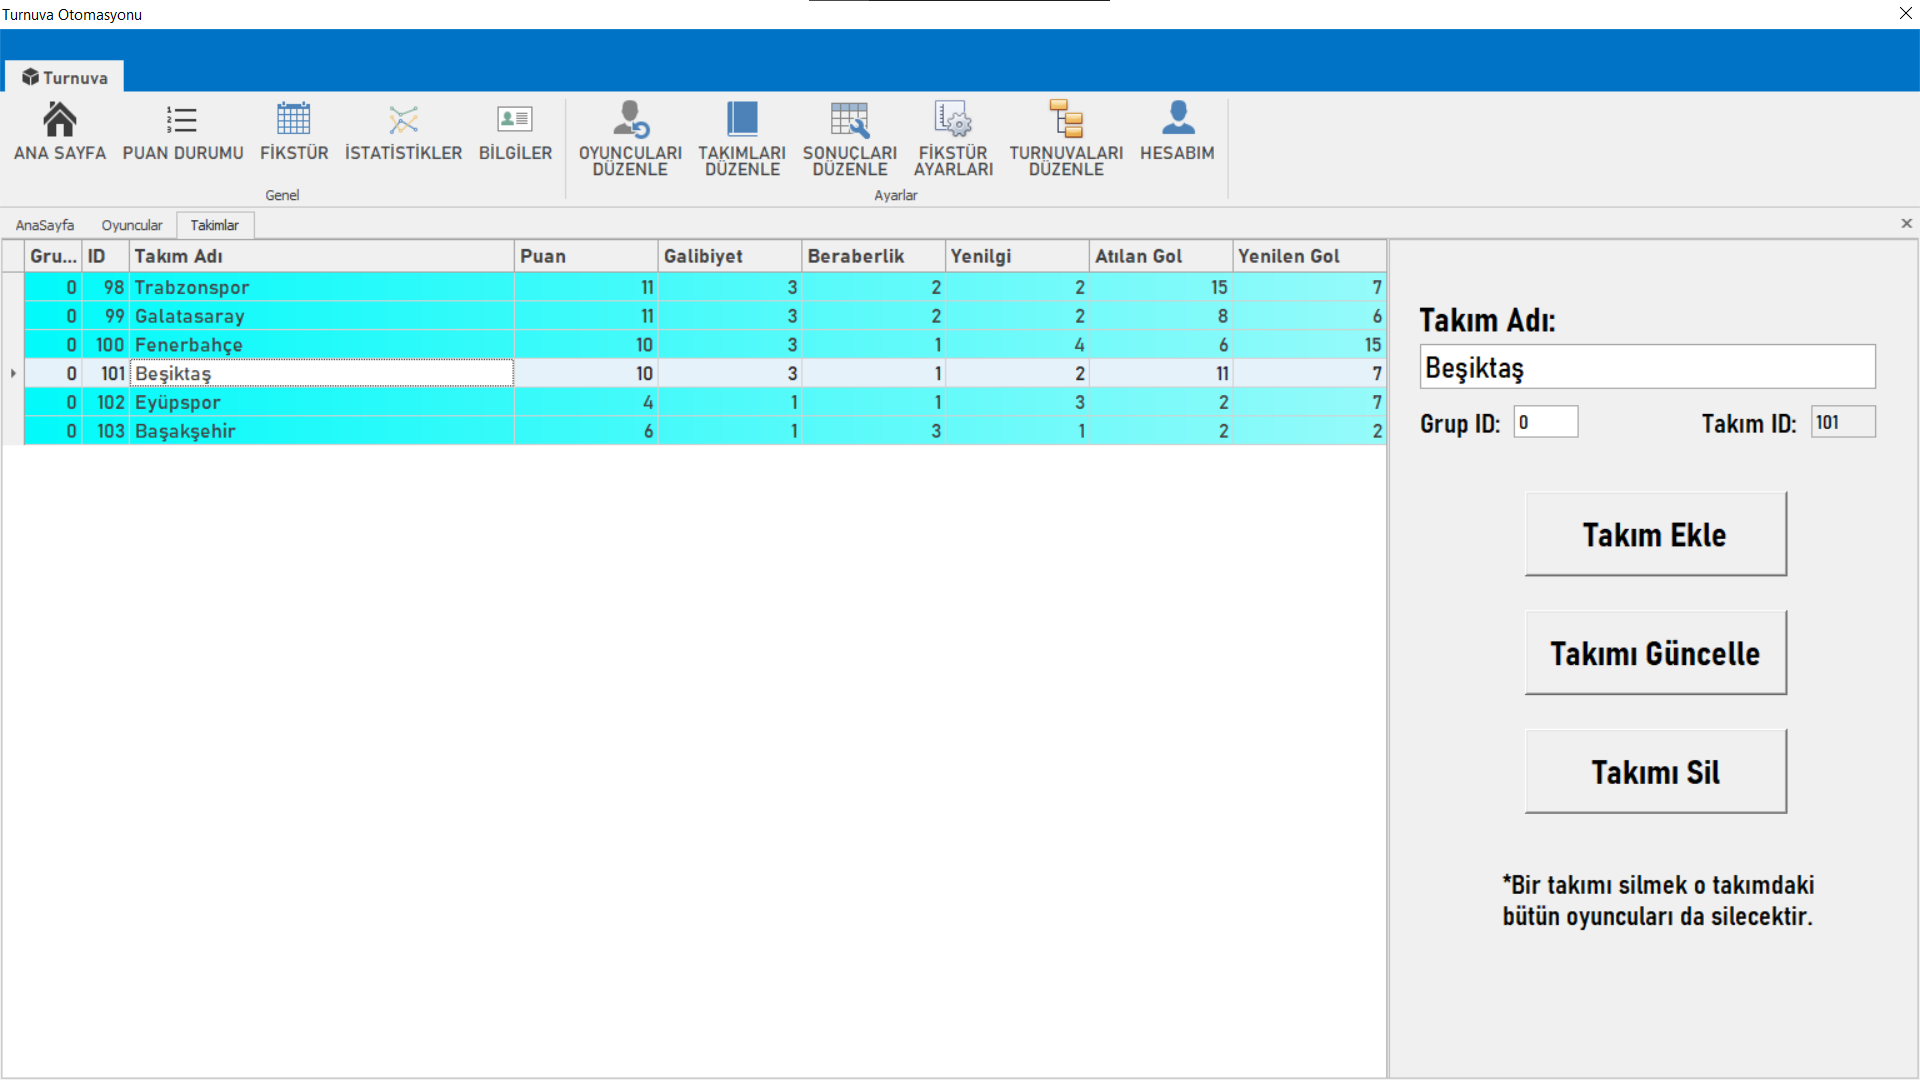 Turnuva Otomasyonu
Turnuva
ANA SAYFA
PUAN DURUMU
FİKSTÜR
İSTATİSTİKLER
BİLGİLER
OYUNCULARI
DÜZENLE
TAKIMLARI
DÜZENLE
SONUÇLARI
DÜZENLE
FİKSTÜR
AYARLARI
TURNUVALARI
DÜZENLE
HESABIM
Genel
Ayarlar
AnaSayfa Oyuncular Takimlar
Gru... ID Takım Adı Puan Galibiyet Beraberlik Yenilgi Atılan Gol Yenilen Gol
0 98 Trabzonspor 11 3 2 2 15 7
0 99 Galatasaray 11 3 2 2 8 6
0 100 Fenerbahçe 10 3 1 4 6 15
0 101 Beşiktaş 10 3 1 2 11 7
0 102 Eyüpspor 4 1 1 3 2 7
0 103 Başakşehir 6 1 3 1 2 2
Takım Adı:
Beşiktaş
Grup ID: 0 Takım ID: 101
Takım Ekle
Takımı Güncelle
Takımı Sil
*Bir takımı silmek o takımdaki
bütün oyuncuları da silecektir.